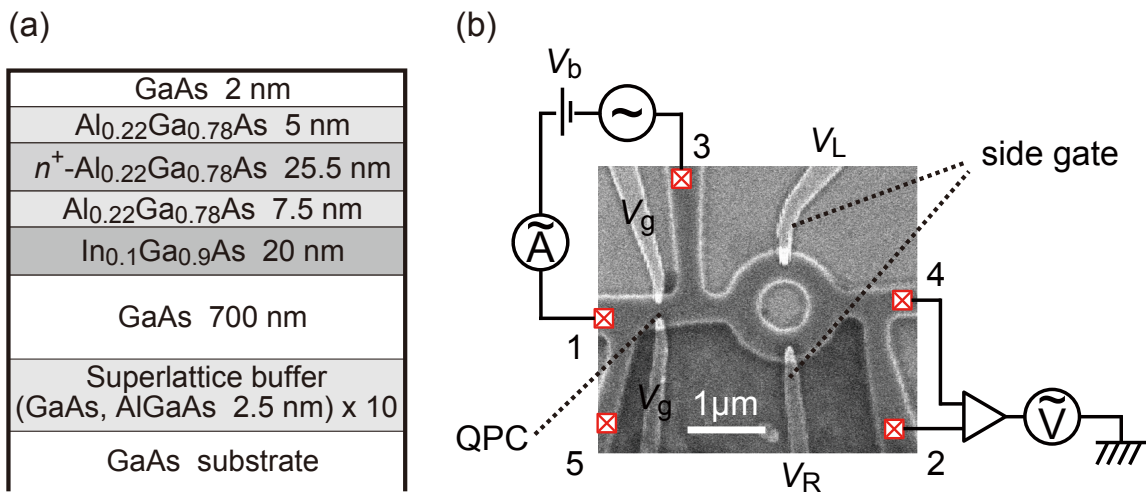 (a)
GaAs 2 nm
Al0.22Ga0.78As 5 nm
n+-Al0.22Ga0.78As 25.5 nm
Al0.22Ga0.78As 7.5 nm
In0.1Ga0.9As 20 nm
GaAs 700 nm
Superlattice buffer
(GaAs, AlGaAs 2.5 nm) x 10
GaAs substrate
(b)
Vb
~
3
VL
side gate
Vg
~
A
4
1
Vg
1μm
~
V
QPC
5
VR
2